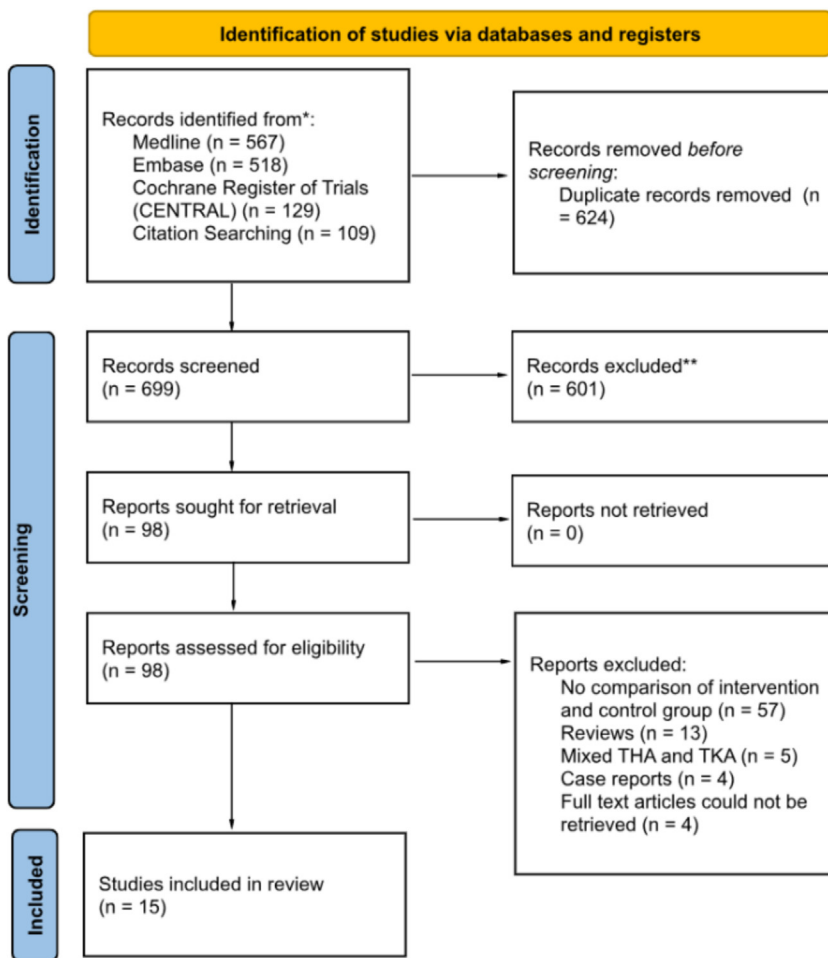 Identification of studies via databases and registers
Identification
Records identified from*:
Medline (n = 567)
Embase (n = 518)
Cochrane Register of Trials
(CENTRAL) (n = 129)
Citation Searching (n = 109)
Records removed before
screening:
Duplicate records removed (n
= 624)
Screening
Records screened
(n = 699)
Records excluded**
(n = 601)
Reports sought for retrieval
(n = 98)
Reports not retrieved
(n = 0)
Reports assessed for eligibility
(n = 98)
Reports excluded:
No comparison of intervention
and control group (n = 57)
Reviews (n = 13)
Mixed THA and TKA (n = 5)
Case reports (n = 4)
Full text articles could not be
retrieved (n = 4)
Included
Studies included in review
(n = 15)